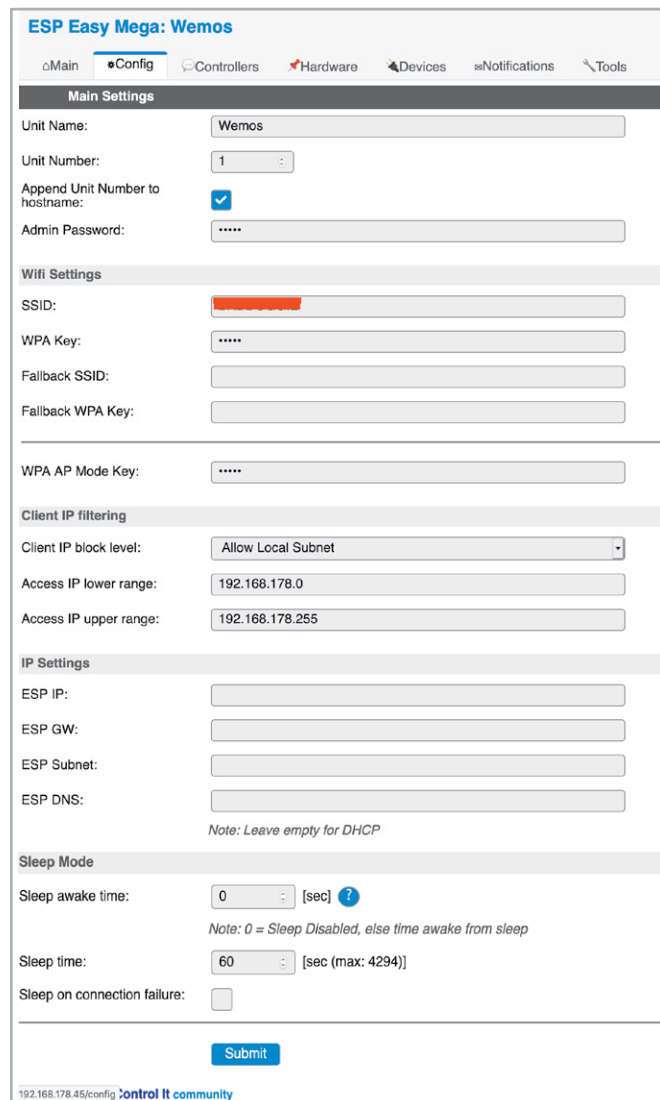 ESP Easy Mega: Wemos
Main Config Controllers Hardware Devices Notifications Tools
Main Settings
Unit Name: Wemos
Unit Number: 1
Append Unit Number to
hostname:
Admin Password: •••••
Wifi Settings
SSID:
WPA Key: •••••
Fallback SSID:
Fallback WPA Key:
WPA AP Mode Key: •••••
Client IP filtering
Client IP block level: Allow Local Subnet
Access IP lower range: 192.168.178.0
Access IP upper range: 192.168.178.255
IP Settings
ESP IP:
ESP GW:
ESP Subnet:
ESP DNS:
Note: Leave empty for DHCP
Sleep Mode
Sleep awake time: 0 [sec] ?
Note: 0 = Sleep Disabled, else time awake from sleep
Sleep time: 60 [sec (max: 4294)]
Sleep on connection failure:
Submit
192.168.178.45/config Control It community